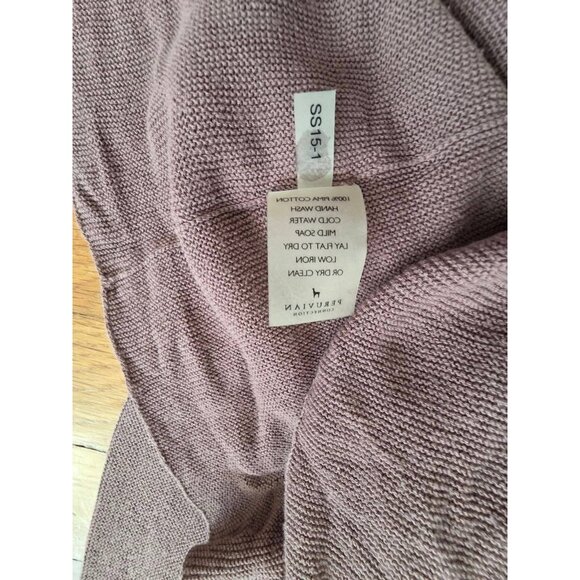 SS15-1
100% PIMA COTTON
HAND WASH
COLD WATER
MILD SOAP
LAY FLAT TO DRY
LOW IRON
OR DRY CLEAN
PERUVIAN
CONNECTION